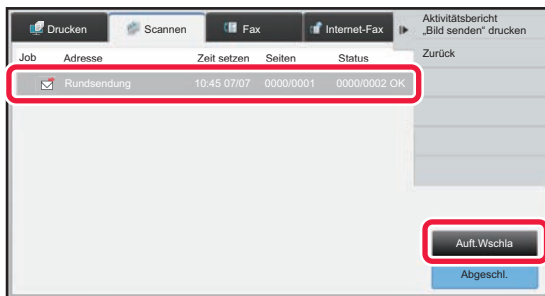 Drucken Scannen Fax Internet-Fax
Aktivitätsbericht
„Bild senden“ drucken
Zurück
Job Adresse Zeit setzen Seiten Status
Rundsendung 10:45 07/07 0000/0001 0000/0002 OK
Auft.Wschla
Abgeschl.